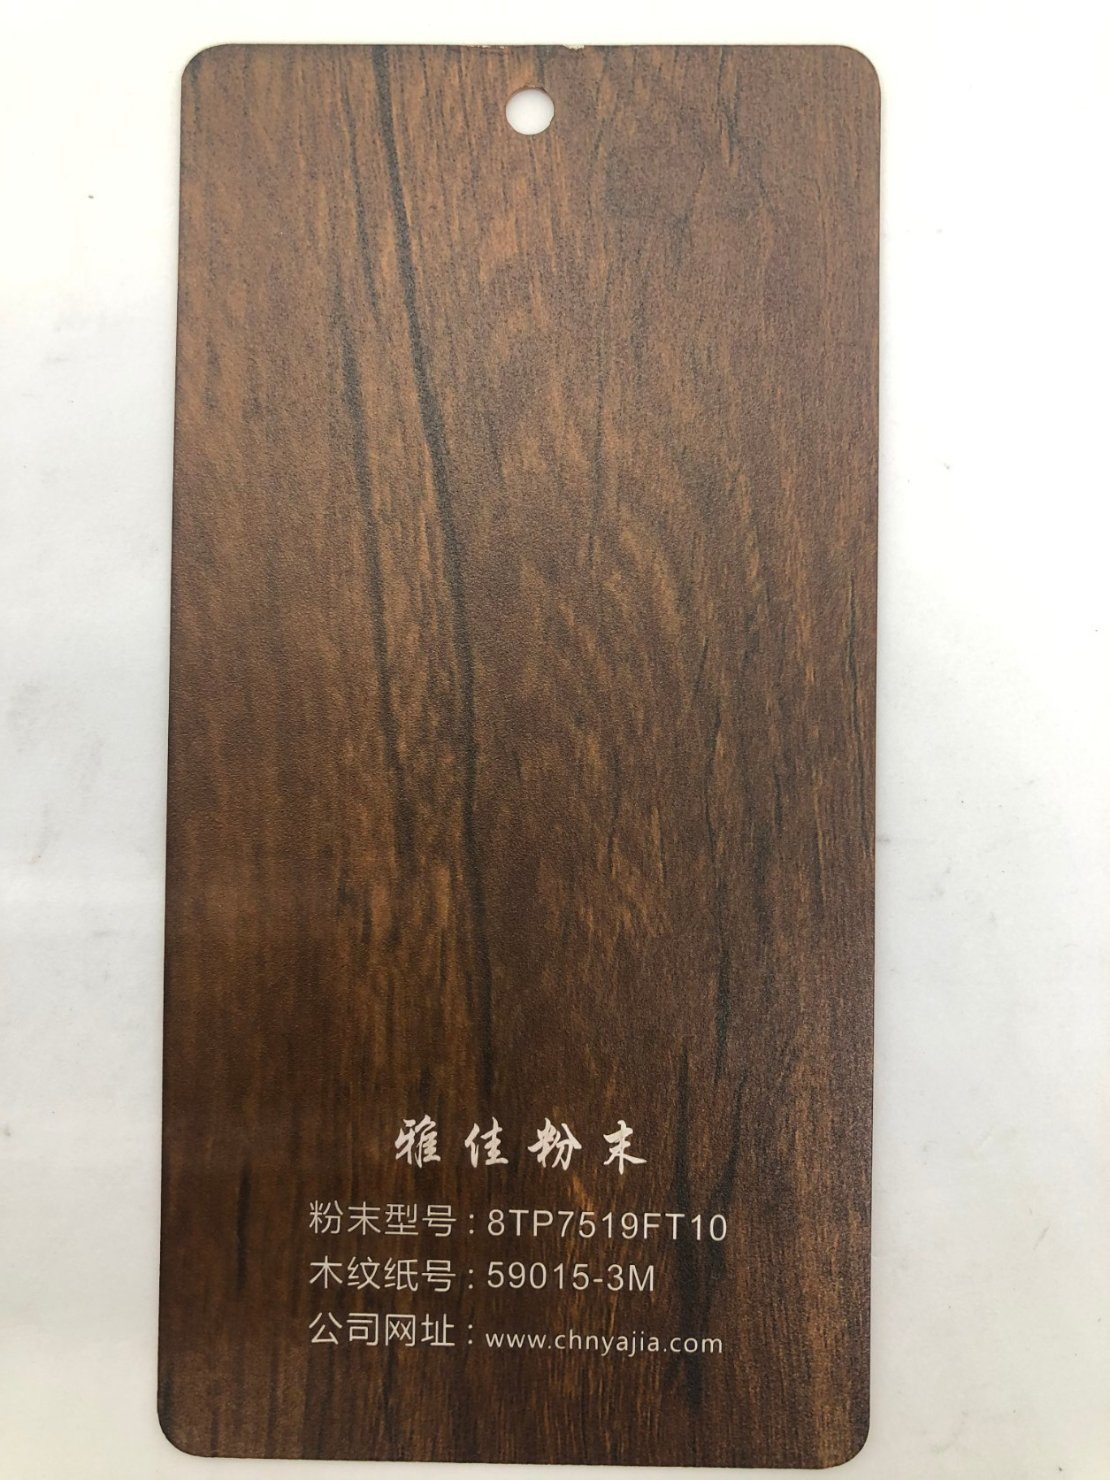 雅佳粉末
粉末型号：8TP7519FT10
木纹纸号：59015-3M
公司网址：www.chnyajia.com